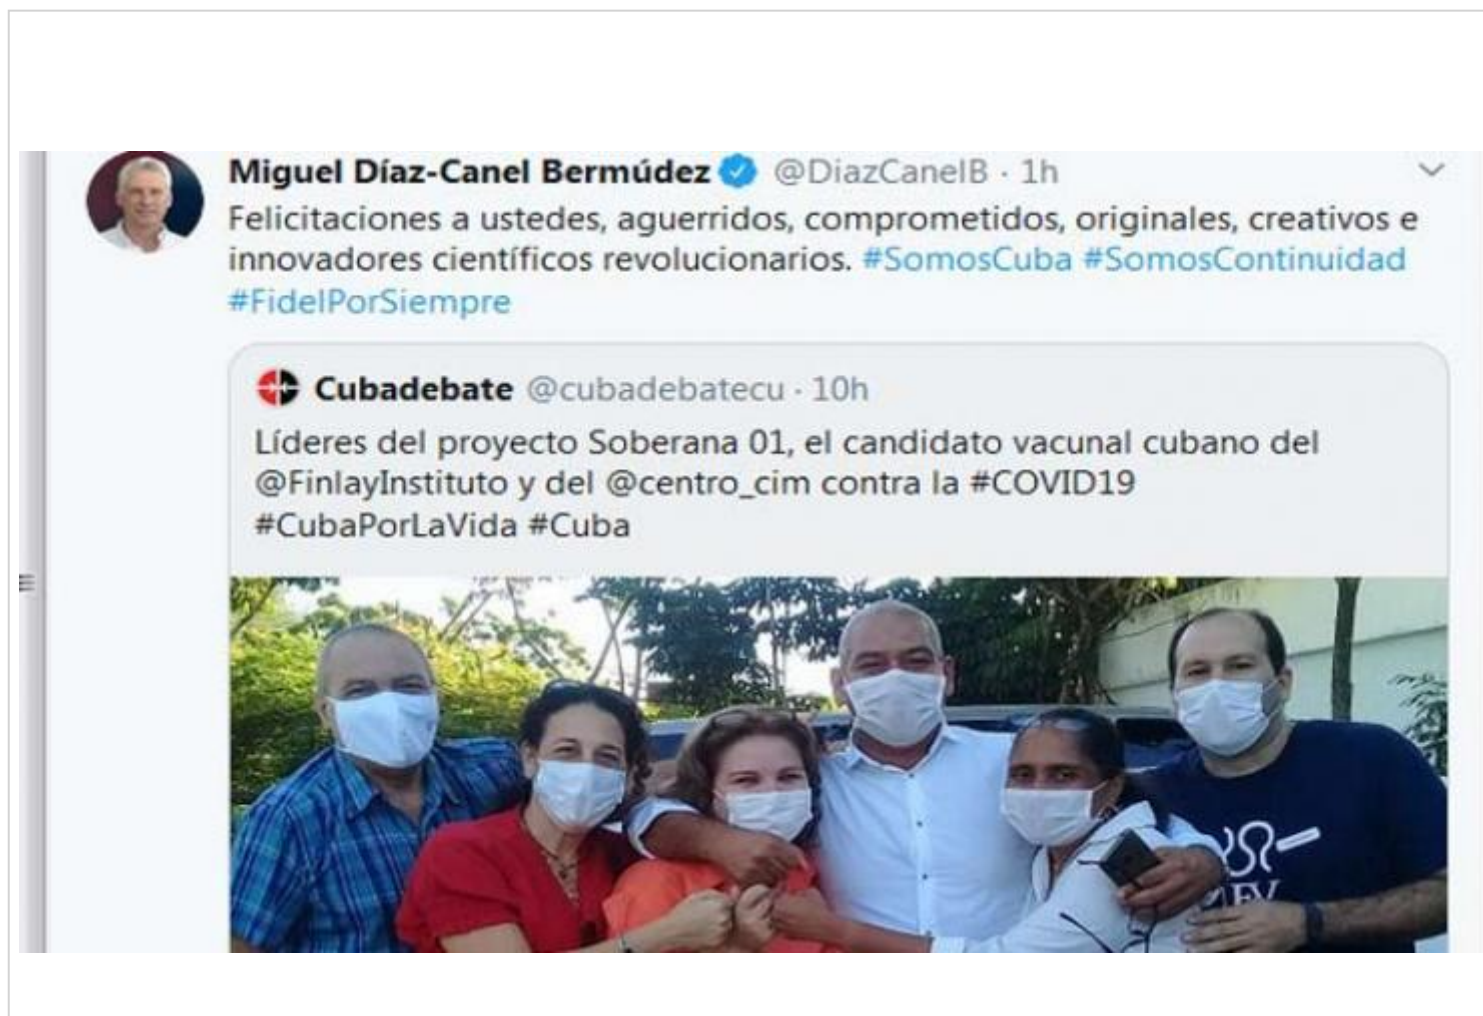 Miguel Díaz-Canel Bermúdez @DiazCanelB · 1h
Felicitaciones a ustedes, aguerridos, comprometidos, originales, creativos e
innovadores científicos revolucionarios. #SomosCuba #SomosContinuidad
#FidelPorSiempre
Cubadebate @cubadebatecu · 10h
Líderes del proyecto Soberana 01, el candidato vacunal cubano del
@FinlayInstituto y del @centro_cim contra la #COVID19
#CubaPorLaVida #Cuba